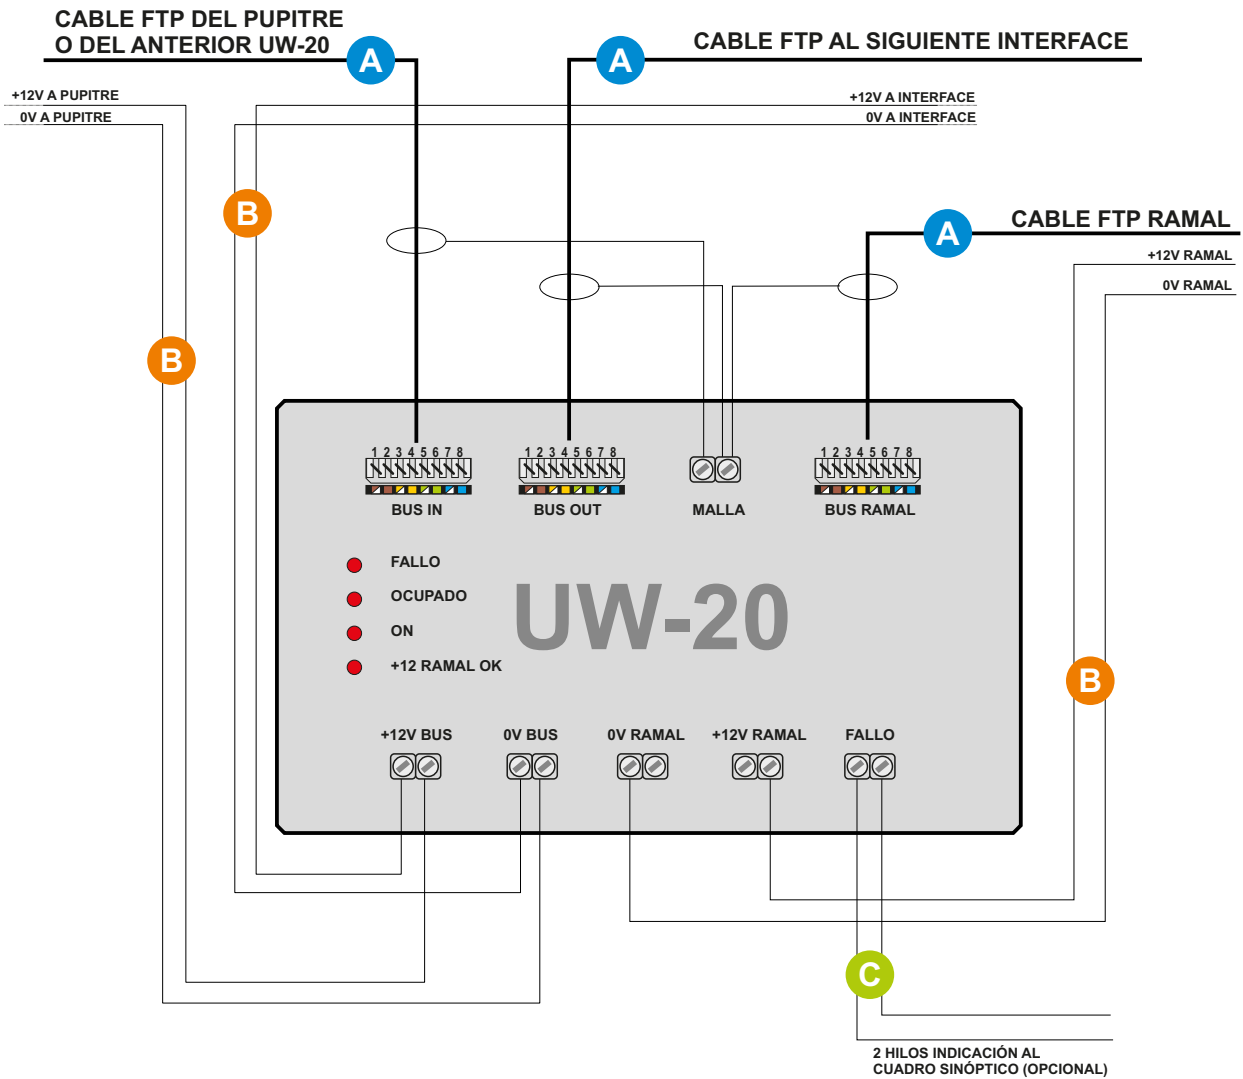 CABLE FTP DEL PUPITRE
O DEL ANTERIOR UW-20
A
A
CABLE FTP AL SIGUIENTE INTERFACE
+12V A PUPITRE
0V A PUPITRE
+12V A INTERFACE
0V A INTERFACE
B
A
CABLE FTP RAMAL
+12V RAMAL
0V RAMAL
B
1 2 3 4 5 6 7 8
1 2 3 4 5 6 7 8
1 2 3 4 5 6 7 8
BUS IN
BUS OUT
MALLA
BUS RAMAL
FALLO
OCUPADO
ON
+12 RAMAL OK
UW-20
B
+12V BUS
0V BUS
0V RAMAL
+12V RAMAL
FALLO
C
2 HILOS INDICACIÓN AL
CUADRO SINÓPTICO (OPCIONAL)